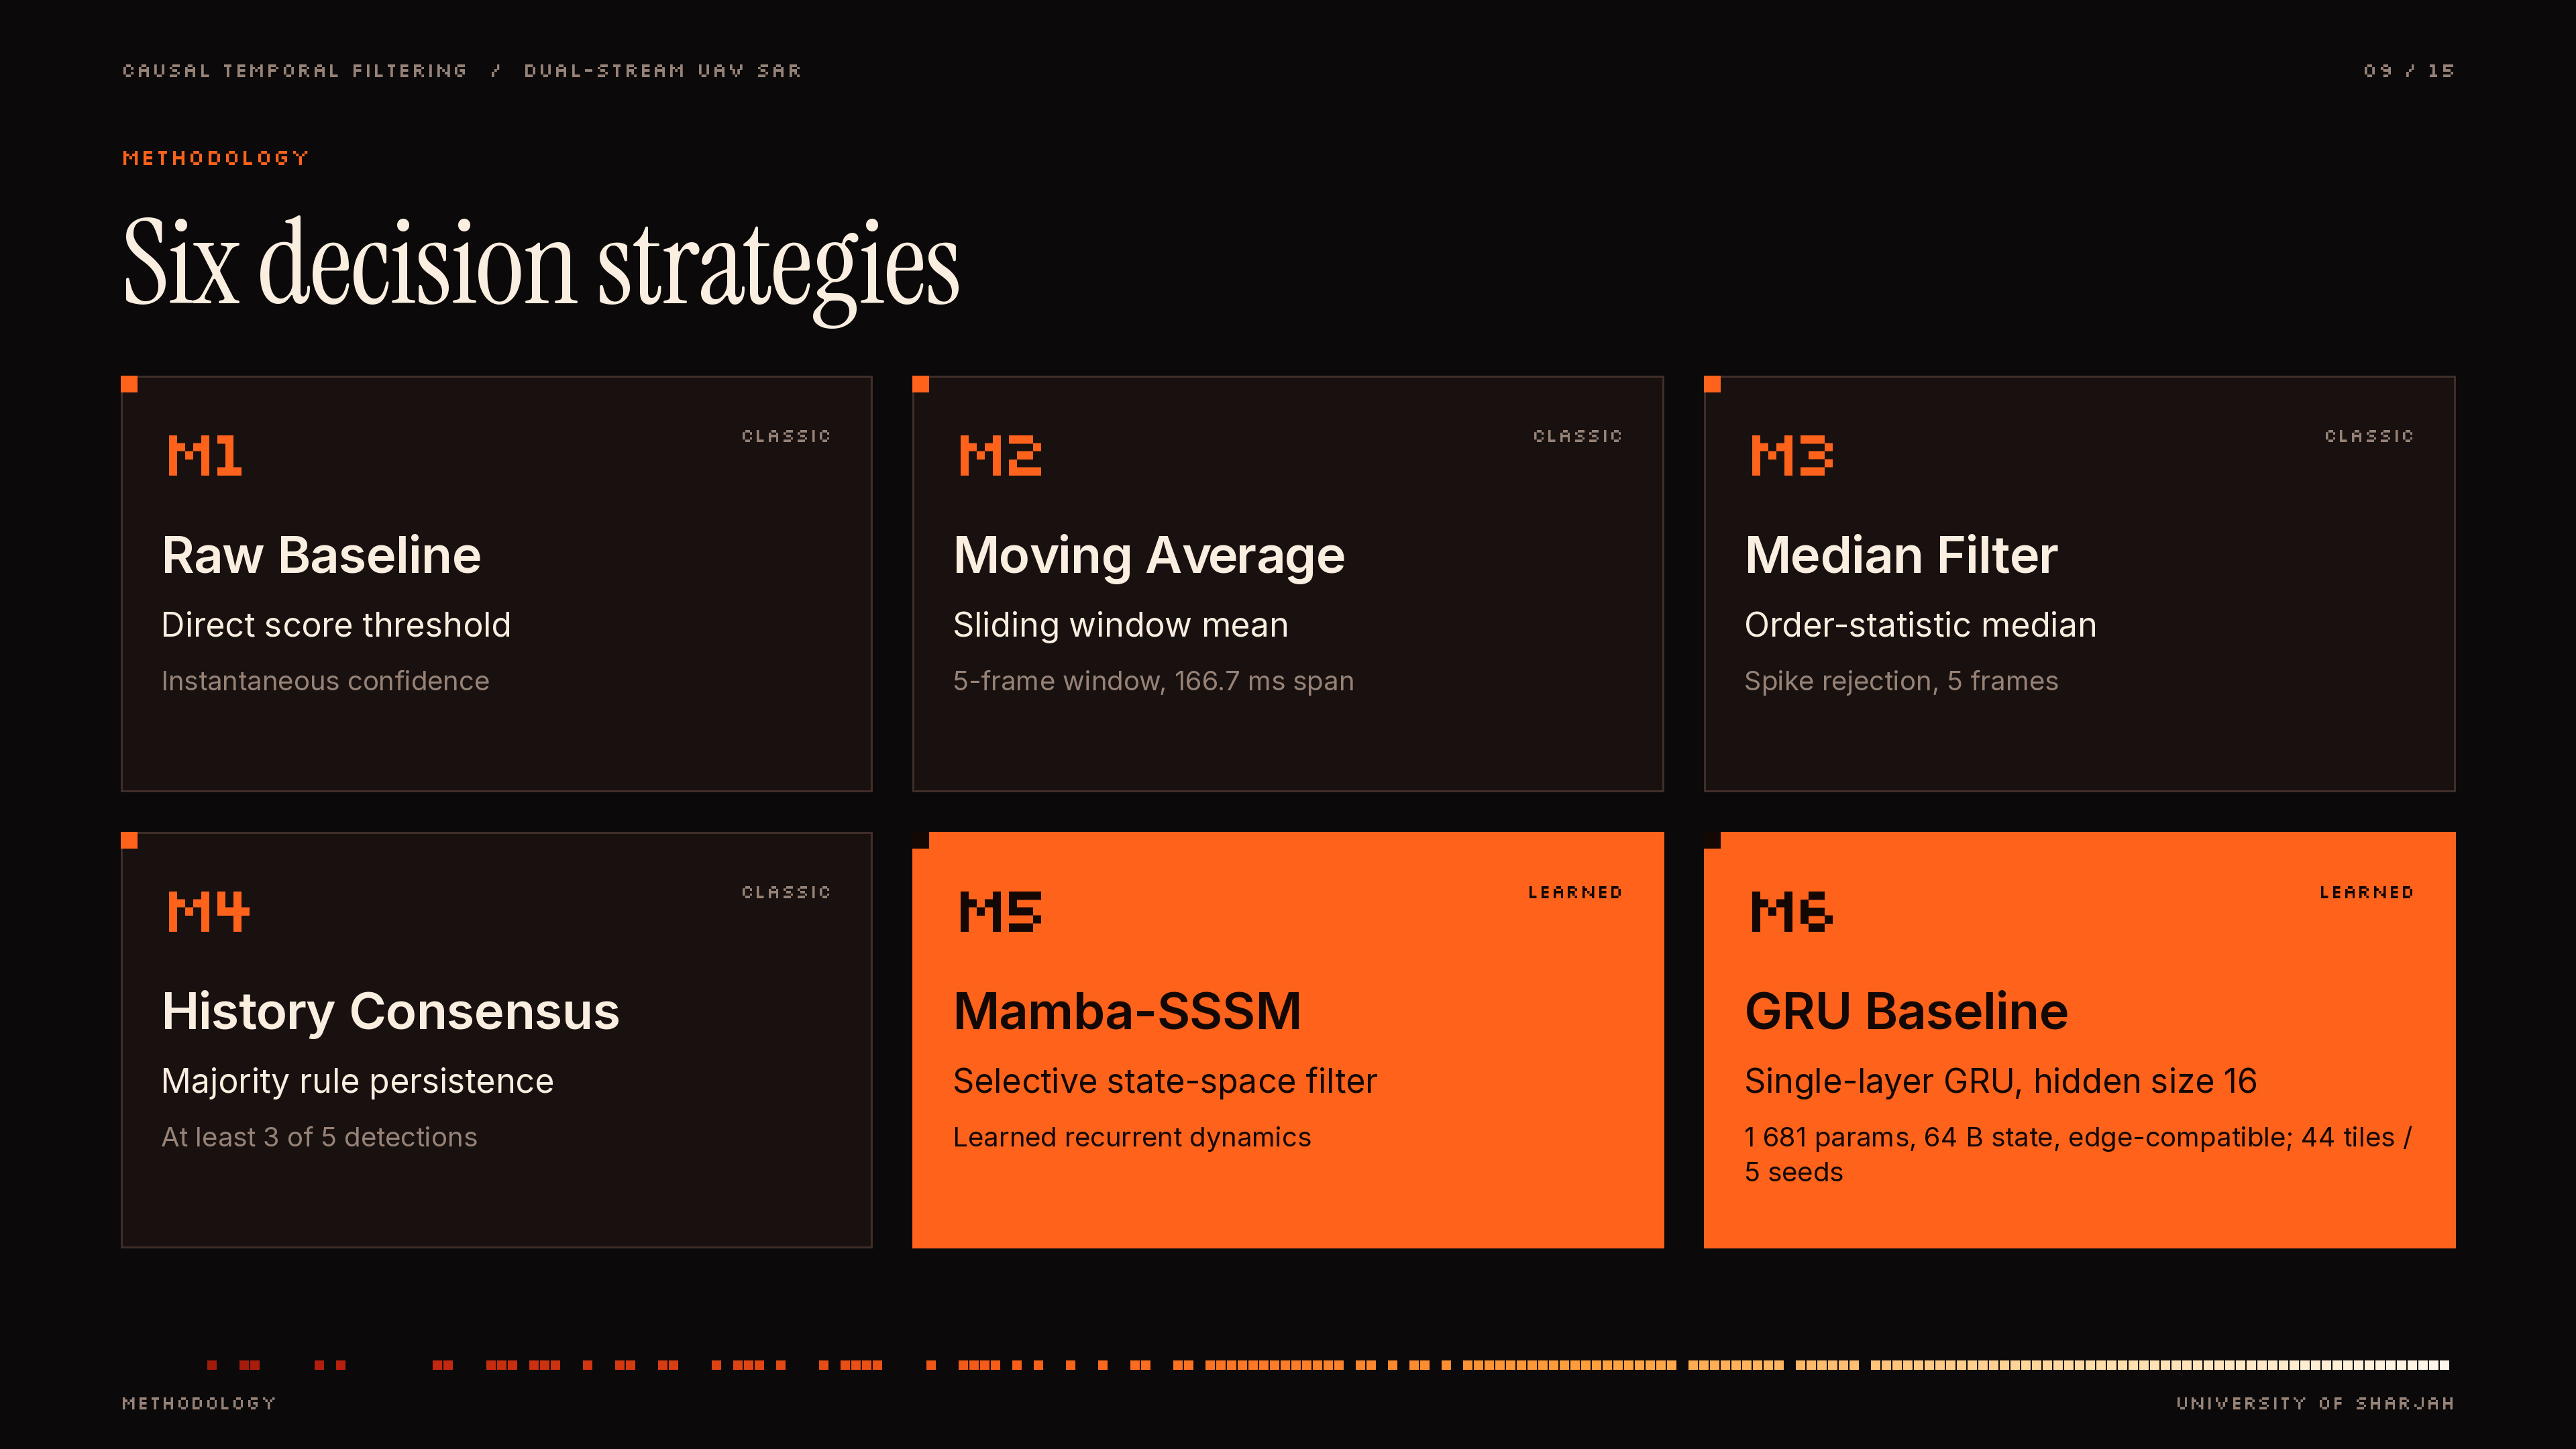 CAUSAL TEMPORAL FILTERING / DUAL-STREAM UAV SAR
09 / 15
METHODOLOGY
Six decision strategies
M1
CLASSIC
Raw Baseline
Direct score threshold
Instantaneous confidence
M2
CLASSIC
Moving Average
Sliding window mean
5-frame window, 166.7 ms span
M3
CLASSIC
Median Filter
Order-statistic median
Spike rejection, 5 frames
M4
CLASSIC
History Consensus
Majority rule persistence
At least 3 of 5 detections
M5
LEARNED
Mamba-SSSM
Selective state-space filter
Learned recurrent dynamics
M6
LEARNED
GRU Baseline
Single-layer GRU, hidden size 16
1 681 params, 64 B state, edge-compatible; 44 tiles /
5 seeds
METHODOLOGY
UNIVERSITY OF SHARJAH